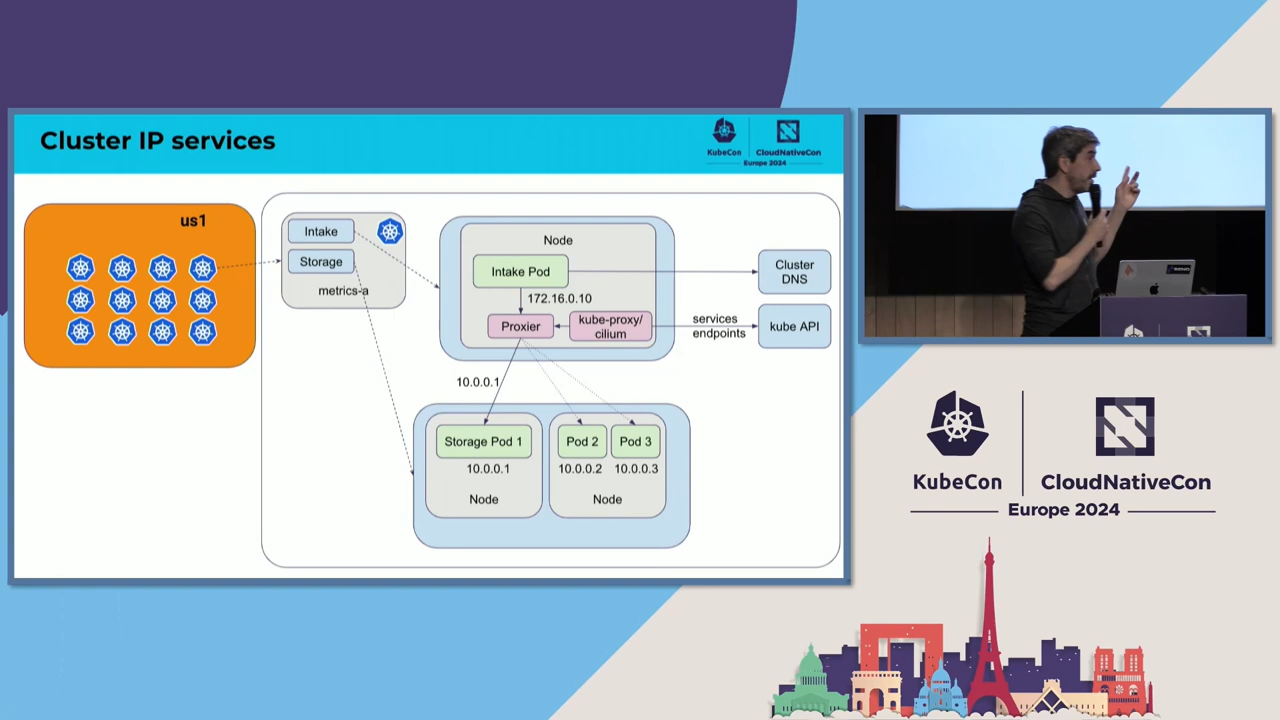 Cluster IP services
KubeCon
CloudNativeCon
Europe 2024
us1
Intake
Storage
metrics-a
Node
Intake Pod
172.16.0.10
Proxier
kube-proxy/
cilium
services
endpoints
Cluster
DNS
kube API
10.0.0.1
Storage Pod 1
10.0.0.1
Node
Pod 2
Pod 3
10.0.0.2
10.0.0.3
Node
KubeCon
CloudNativeCon
Europe 2024